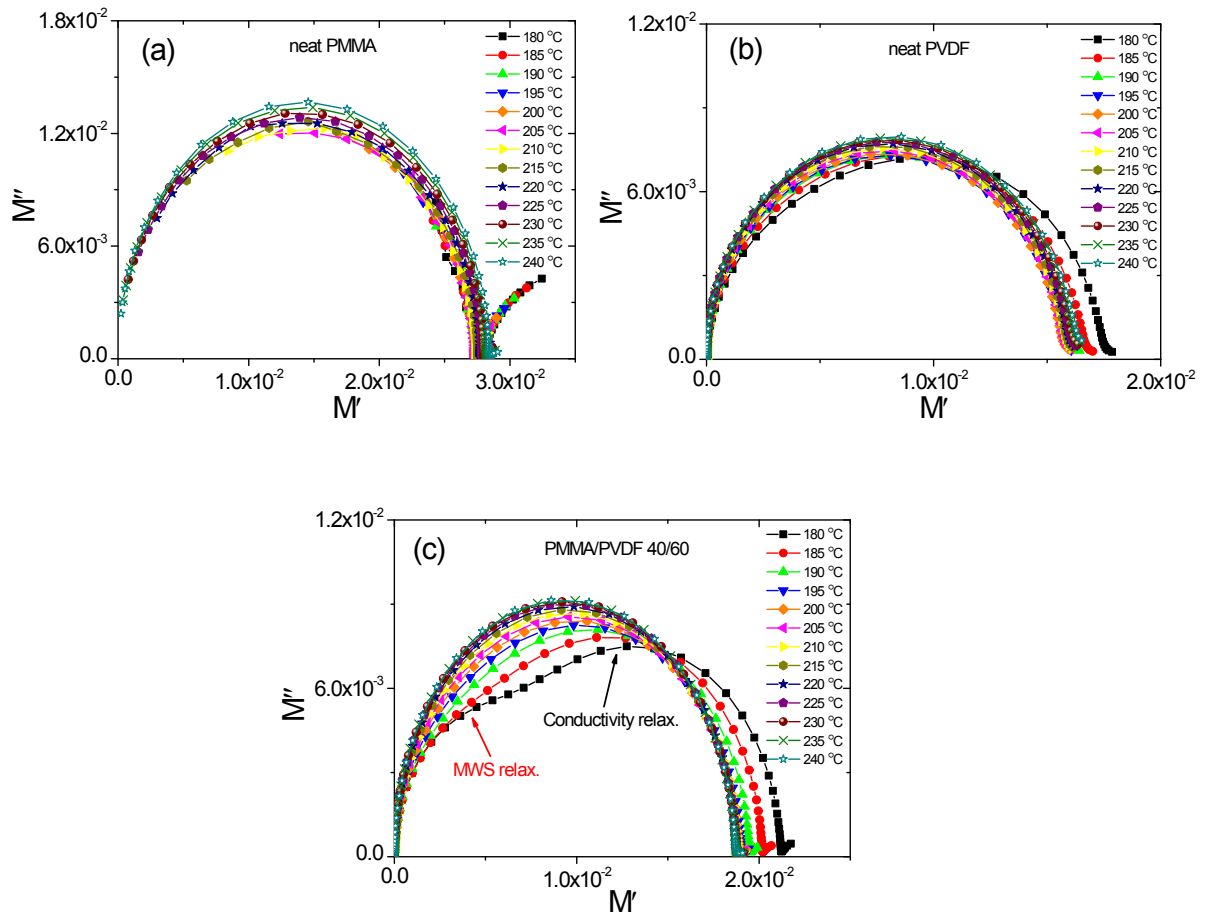 (a)
neat PMMA
1.8x10⁻²
1.2x10⁻²
6.0x10⁻³
0.0
M″
180 °C
185 °C
190 °C
195 °C
200 °C
205 °C
210 °C
215 °C
220 °C
225 °C
230 °C
235 °C
240 °C
0.0
1.0x10⁻²
2.0x10⁻²
3.0x10⁻²
M′
(b)
neat PVDF
1.2x10⁻²
6.0x10⁻³
0.0
M″
180 °C
185 °C
190 °C
195 °C
200 °C
205 °C
210 °C
215 °C
220 °C
225 °C
230 °C
235 °C
240 °C
0.0
1.0x10⁻²
2.0x10⁻²
M′
(c)
PMMA/PVDF 40/60
1.2x10⁻²
6.0x10⁻³
0.0
M″
180 °C
185 °C
190 °C
195 °C
200 °C
205 °C
210 °C
215 °C
220 °C
225 °C
230 °C
235 °C
240 °C
Conductivity relax.
MWS relax.
0.0
1.0x10⁻²
2.0x10⁻²
M′